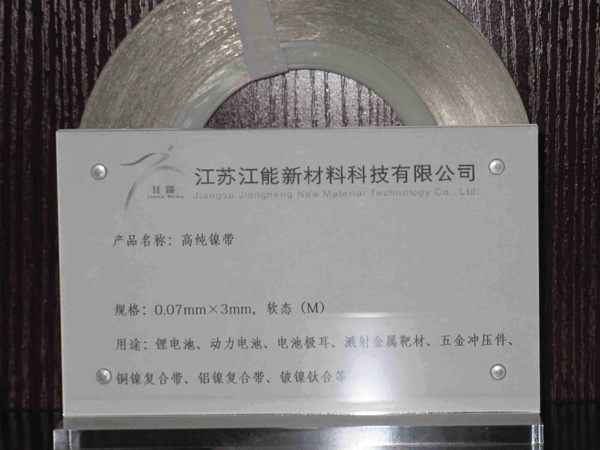 江能
江苏江能新材料科技有限公司
Jiangsu Jiangneng New Material Technology Co., Ltd.
产品名称：高纯镍带
规格：0.07mm×3mm，软态（M）
用途：锂电池、动力电池、电池极耳、溅射金属靶材、五金冲压件、
铜镍复合带、铝镍复合带、铍镍钛合等